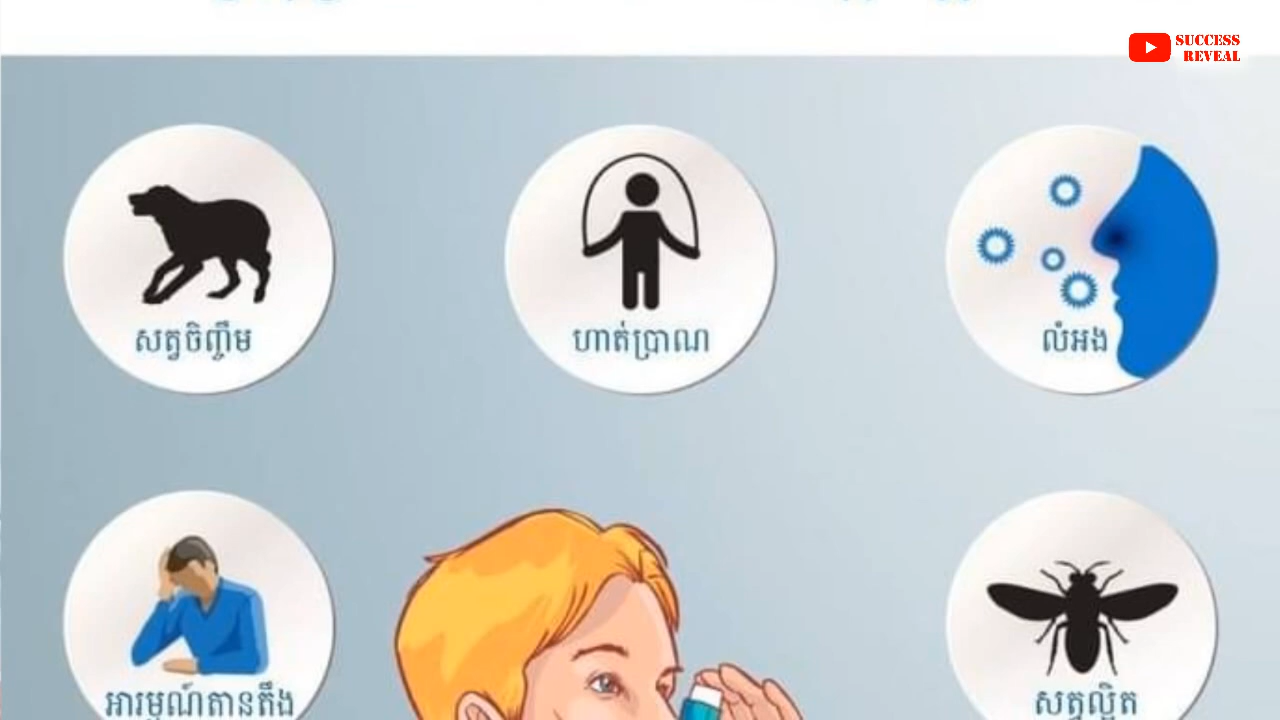 SUCCESS
REVEAL
សត្វចិញ្ចឹម
ហាត់ប្រាណ
លំអង
អារម្មណ៍តានតឹង
សត្វល្អិត